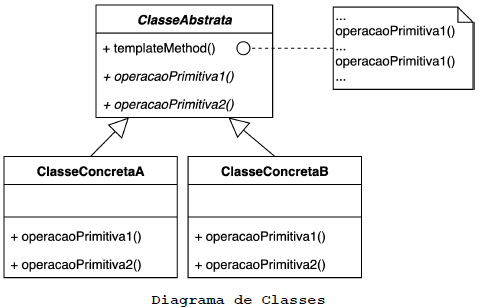 ClasseAbstrata
+ templateMethod()
+ operacaoPrimitiva1()
+ operacaoPrimitiva2()
...
operacaoPrimitiva1()
...
operacaoPrimitiva1()
...
ClasseConcretaA
+ operacaoPrimitiva1()
+ operacaoPrimitiva2()
ClasseConcretaB
+ operacaoPrimitiva1()
+ operacaoPrimitiva2()
Diagrama de Classes